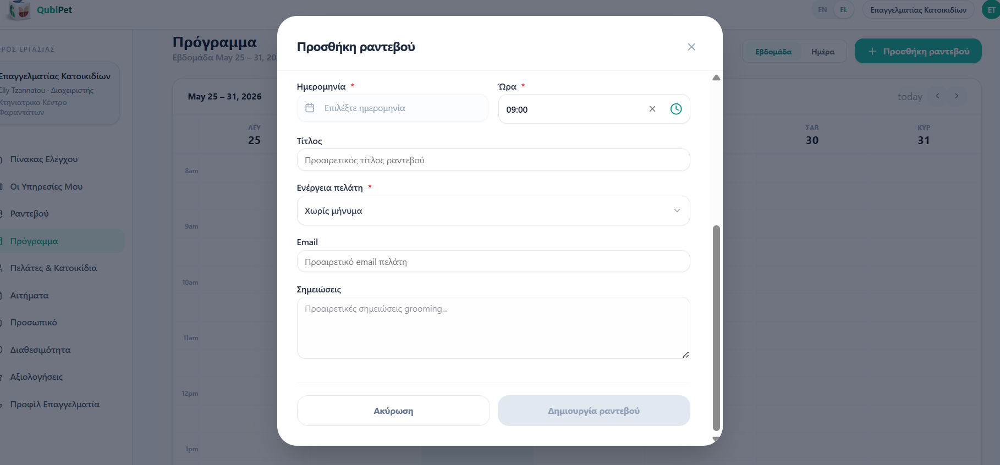 QubiPet
EN EL
Επαγγελματίας Κατοικιδίων
ET
ΡΟΣ ΕΡΓΑΣΙΑΣ
Επαγγελματίας Κατοικιδίων
Elly Tzannatou · Διαχειριστής
Κτηνιατρικο Κέντρο
Φαραντάτων
Πίνακας Ελέγχου
Οι Υπηρεσίες Μου
Ραντεβού
Πρόγραμμα
Πελάτες & Κατοικίδια
Αιτήματα
Προσωπικό
Διαθεσιμότητα
Αξιολογήσεις
Προφίλ Επαγγελματία
Πρόγραμμα
Εβδομάδα May 25 – 31, 20
Εβδομάδα
Ημέρα
+ Προσθήκη ραντεβού
May 25 – 31, 2026
today
ΔΕΥ
25
ΣΑΒ
30
ΚΥΡ
31
8am
9am
10am
11am
12pm
1pm
Προσθήκη ραντεβού
Ημερομηνία *
Επιλέξτε ημερομηνία
Ώρα *
09:00
Τίτλος
Προαιρετικός τίτλος ραντεβού
Ενέργεια πελάτη *
Χωρίς μήνυμα
Email
Προαιρετικό email πελάτη
Σημειώσεις
Προαιρετικές σημειώσεις grooming...
Ακύρωση
Δημιουργία ραντεβού